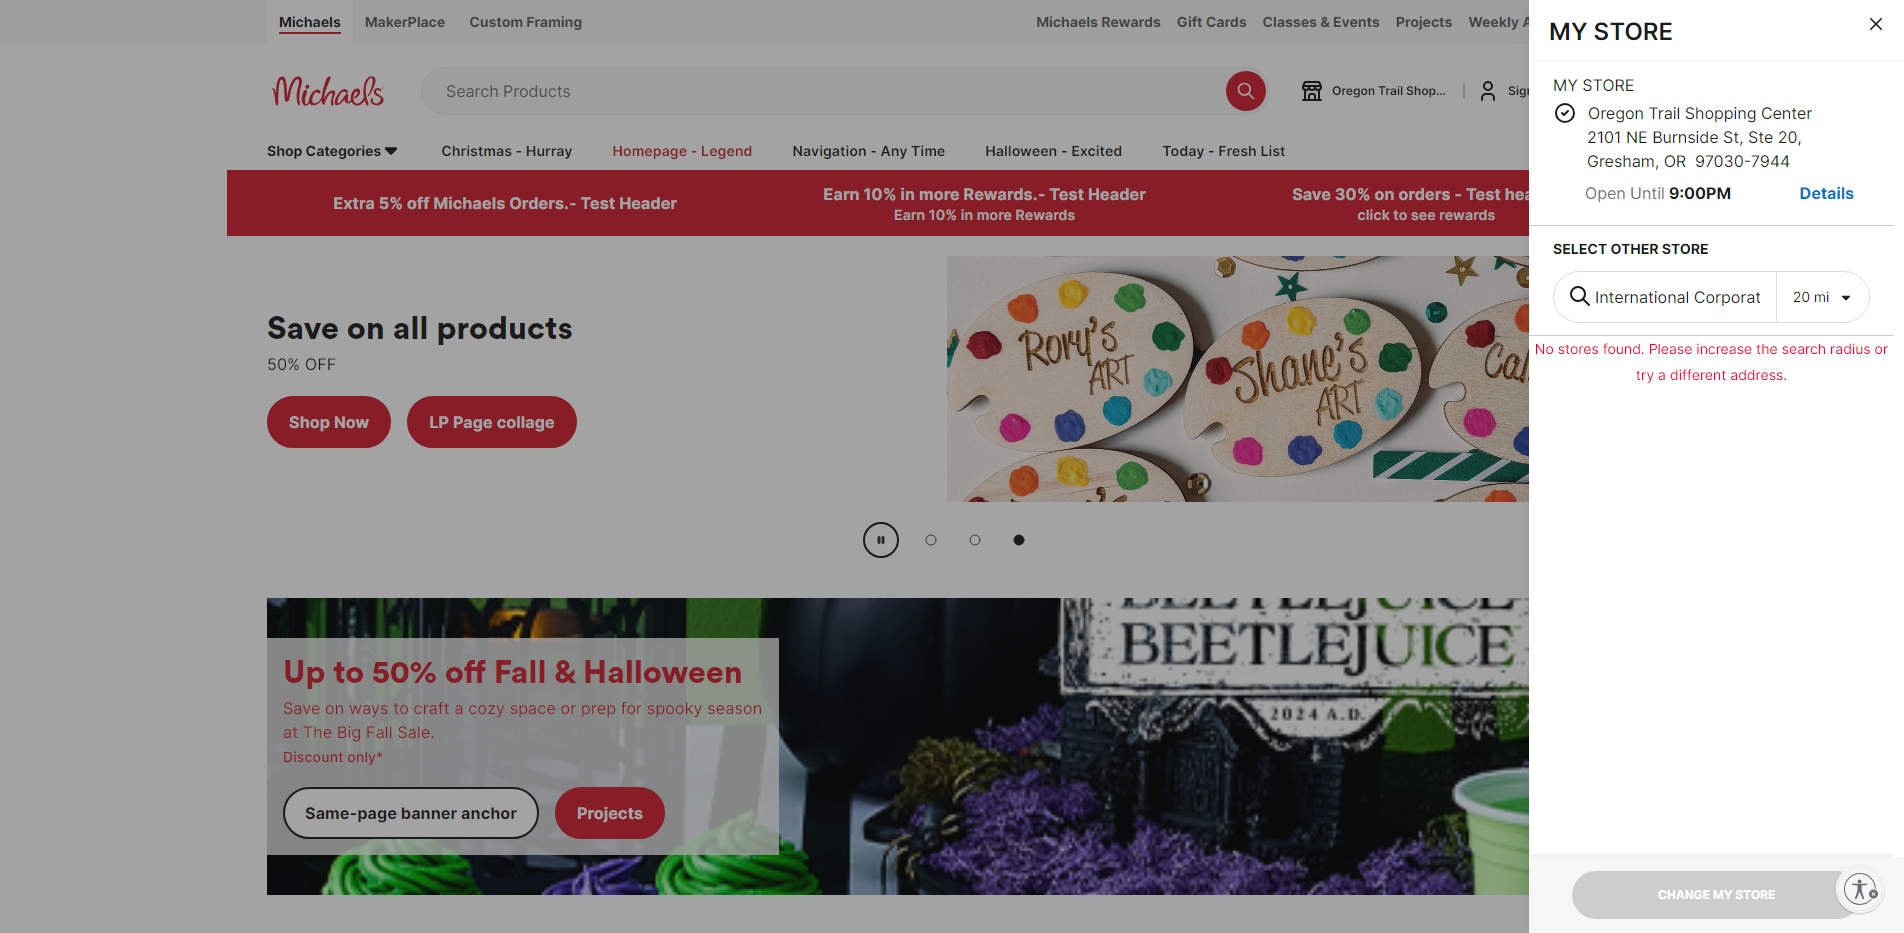 Michaels
MakerPlace
Custom Framing
Michaels Rewards
Gift Cards
Classes & Events
Projects
Weekly A
Michaels
Search Products
Oregon Trail Shop...
Sign
Shop Categories
Christmas - Hurray
Homepage - Legend
Navigation - Any Time
Halloween - Excited
Today - Fresh List
Extra 5% off Michaels Orders.- Test Header
Earn 10% in more Rewards.- Test Header
Earn 10% in more Rewards
Save 30% on orders - Test hea
click to see rewards
Save on all products
50% OFF
Shop Now
LP Page collage
Rory's
ART
Shane's
ART
Up to 50% off Fall & Halloween
Save on ways to craft a cozy space or prep for spooky season
at The Big Fall Sale.
Discount only*
Same-page banner anchor
Projects
BEETLEJUICE
BEETLEJUICE
2024 A.D.
MY STORE
MY STORE
Oregon Trail Shopping Center
2101 NE Burnside St, Ste 20,
Gresham, OR 97030-7944
Open Until 9:00PM
Details
SELECT OTHER STORE
International Corporat
20 mi
No stores found. Please increase the search radius or
try a different address.
CHANGE MY STORE